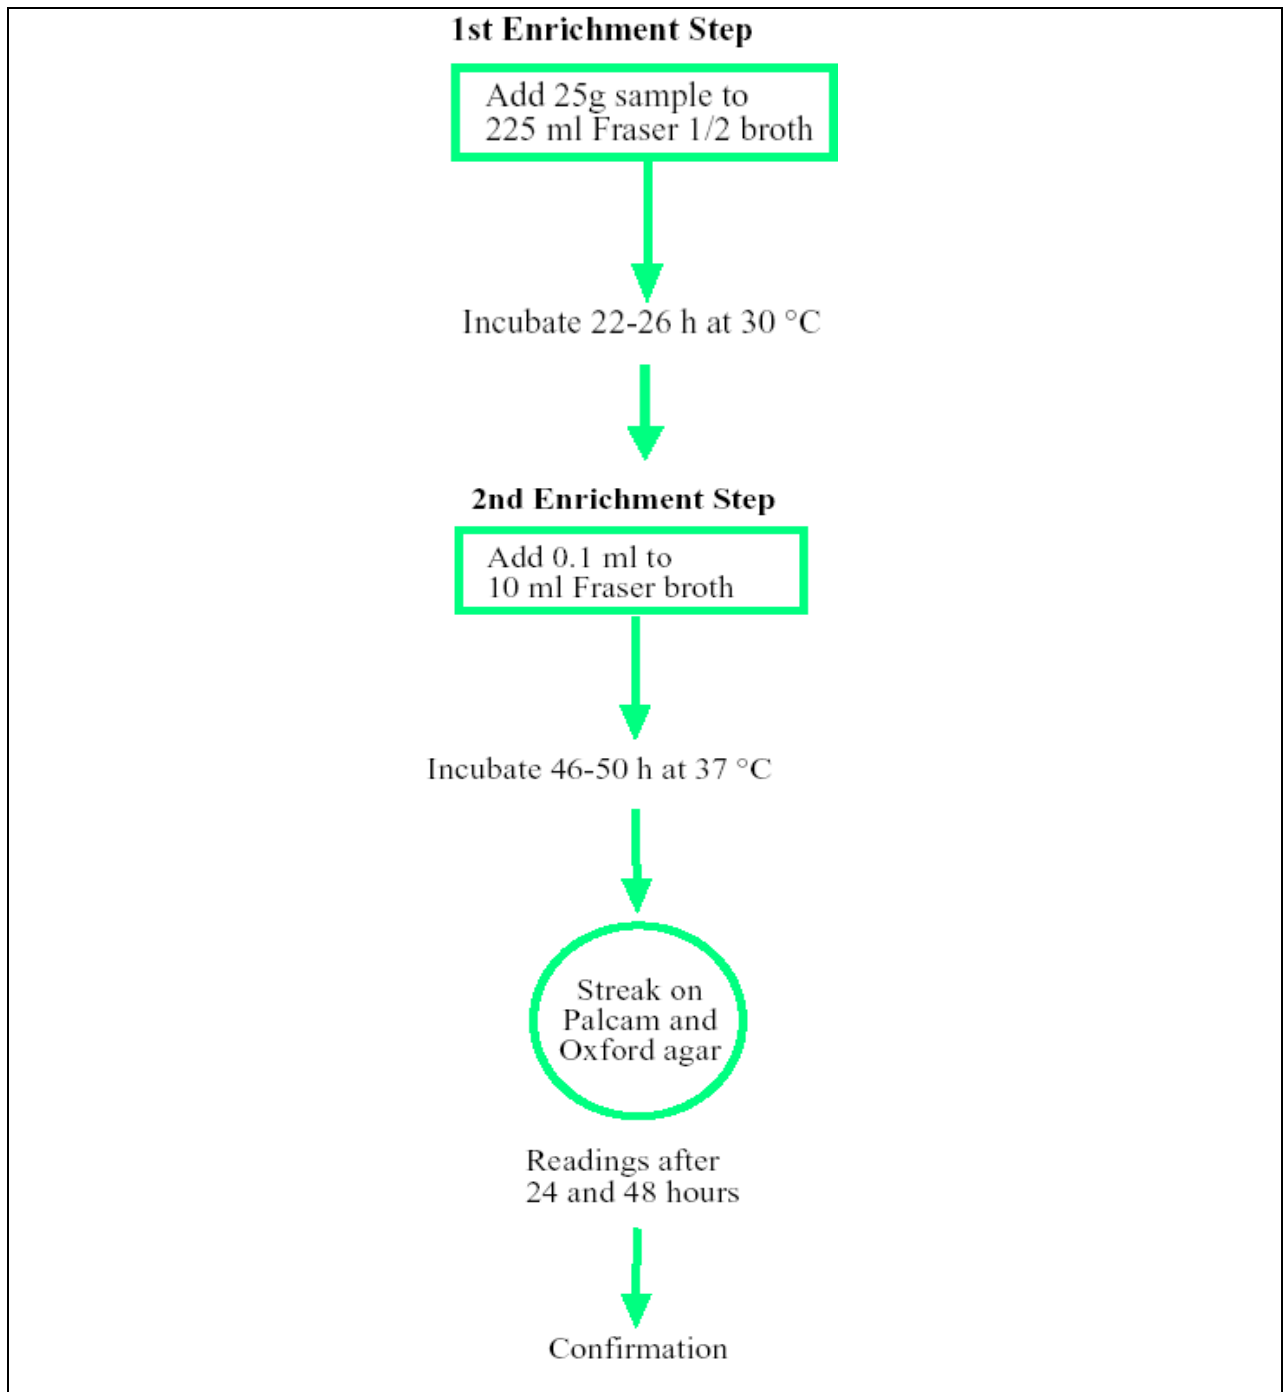 1st Enrichment Step
Add 25g sample to
225 ml Fraser 1/2 broth
Incubate 22-26 h at 30 °C
2nd Enrichment Step
Add 0.1 ml to
10 ml Fraser broth
Incubate 46-50 h at 37 °C
Streak on
Palcam and
Oxford agar
Readings after
24 and 48 hours
Confirmation